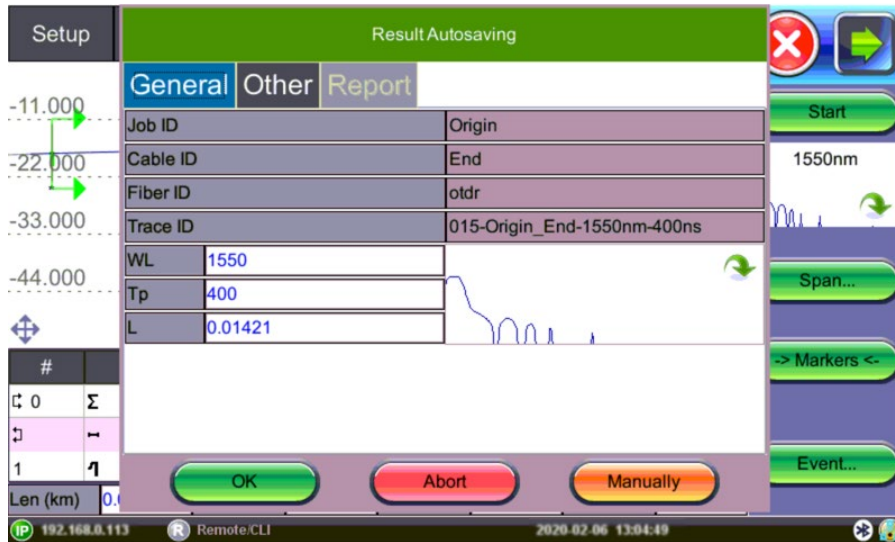 Setup
Result Autosaving
General Other Report
-11.000
Start
Job ID Origin
-22.000
Cable ID End
1550nm
Fiber ID otdr
-33.000
Trace ID 015-Origin_End-1550nm-400ns
WL 1550
-44.000
Tp 400
Span...
L 0.01421
#
-> Markers <-
0 Σ
1
Event...
OK Abort Manually
Len (km) 0.0
IP 192.168.0.113 R Remote/CLI 2020-02-06 13:04:49